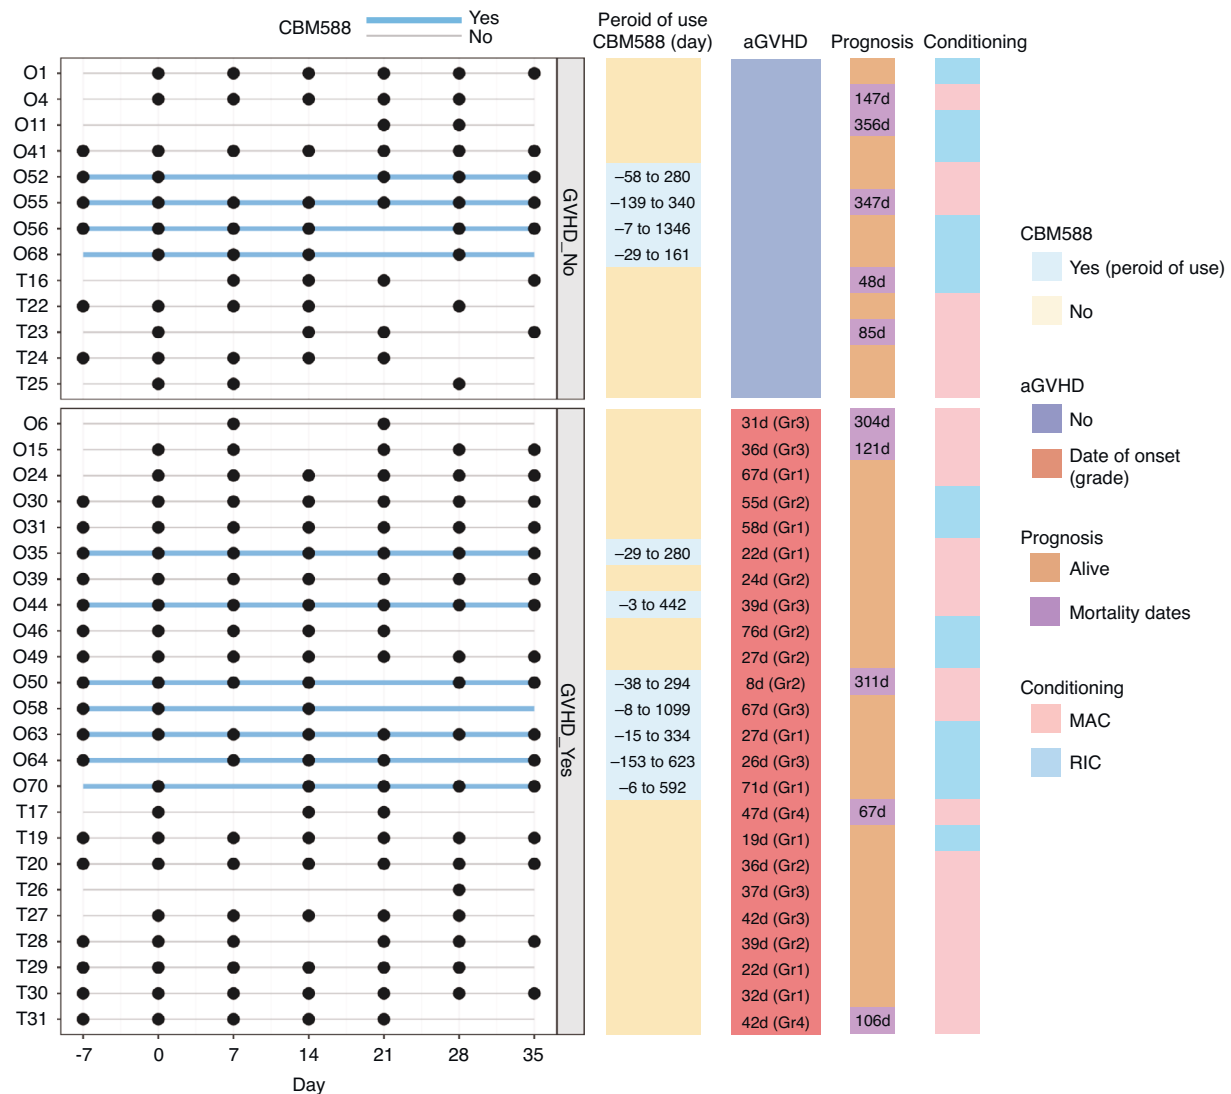 CBM588 Yes
No
Peroid of use
CBM588 (day) aGVHD Prognosis Conditioning
O1
O4 147d
O11 356d
O41
O52 –58 to 280
O55 –139 to 340 347d
O56 –7 to 1346
O68 –29 to 161
T16 48d
T22
T23 85d
T24
T25
GVHD_No
O6 31d (Gr3) 304d
O15 36d (Gr3) 121d
O24 67d (Gr1)
O30 55d (Gr2)
O31 58d (Gr1)
O35 –29 to 280 22d (Gr1)
O39 24d (Gr2)
O44 –3 to 442 39d (Gr3)
O46 76d (Gr2)
O49 27d (Gr2)
O50 –38 to 294 8d (Gr2) 311d
O58 –8 to 1099 67d (Gr3)
O63 –15 to 334 27d (Gr1)
O64 –153 to 623 26d (Gr3)
O70 –6 to 592 71d (Gr1)
T17 47d (Gr4) 67d
T19 19d (Gr1)
T20 36d (Gr2)
T26 37d (Gr3)
T27 42d (Gr3)
T28 39d (Gr2)
T29 22d (Gr1)
T30 32d (Gr1)
T31 42d (Gr4) 106d
GVHD_Yes
-7 0 7 14 21 28 35
Day
CBM588
Yes (peroid of use)
No
aGVHD
No
Date of onset
(grade)
Prognosis
Alive
Mortality dates
Conditioning
MAC
RIC